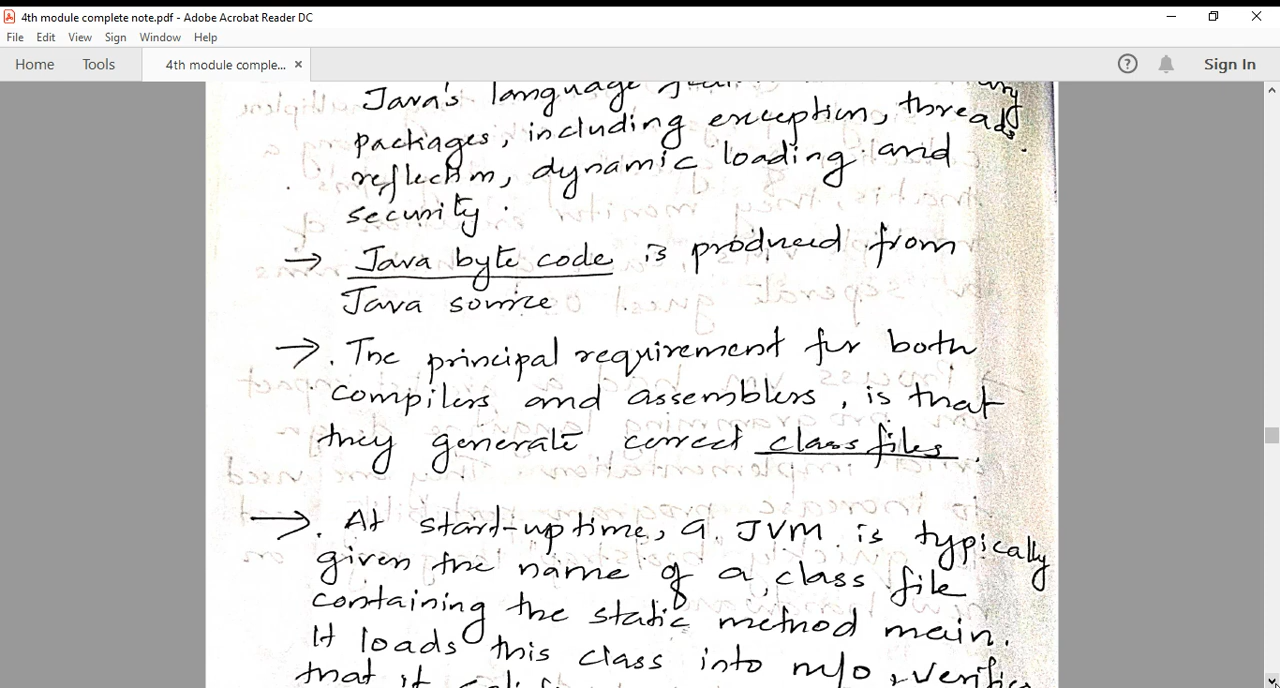 4th module complete note.pdf - Adobe Acrobat Reader DC
File Edit View Sign Window Help
Home Tools 4th module comple... × Sign In
Java's language
packages, including exception, threads
reflection, dynamic loading and
security.
→ Java byte code is produced from
Java source
→. The principal requirement for both
compilers and assemblers, is that
they generate correct class files.
→. At start-up time, a JVM is typically
given the name of a class file
containing the static method main.
It loads this class into m/o, verifies
that it